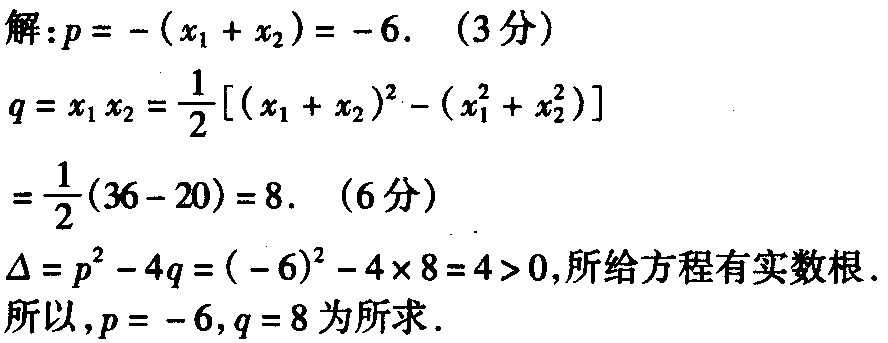 解:p = -(x₁ + x₂) = -6. (3分)
q = x₁x₂ = \frac{1}{2}[(x₁ + x₂)² - (x₁² + x₂²)]
= \frac{1}{2}(36 - 20) = 8. (6分)
Δ = p² - 4q = (-6)² - 4×8 = 4 > 0,所给方程有实数根.
所以,p = -6, q = 8 为所求.